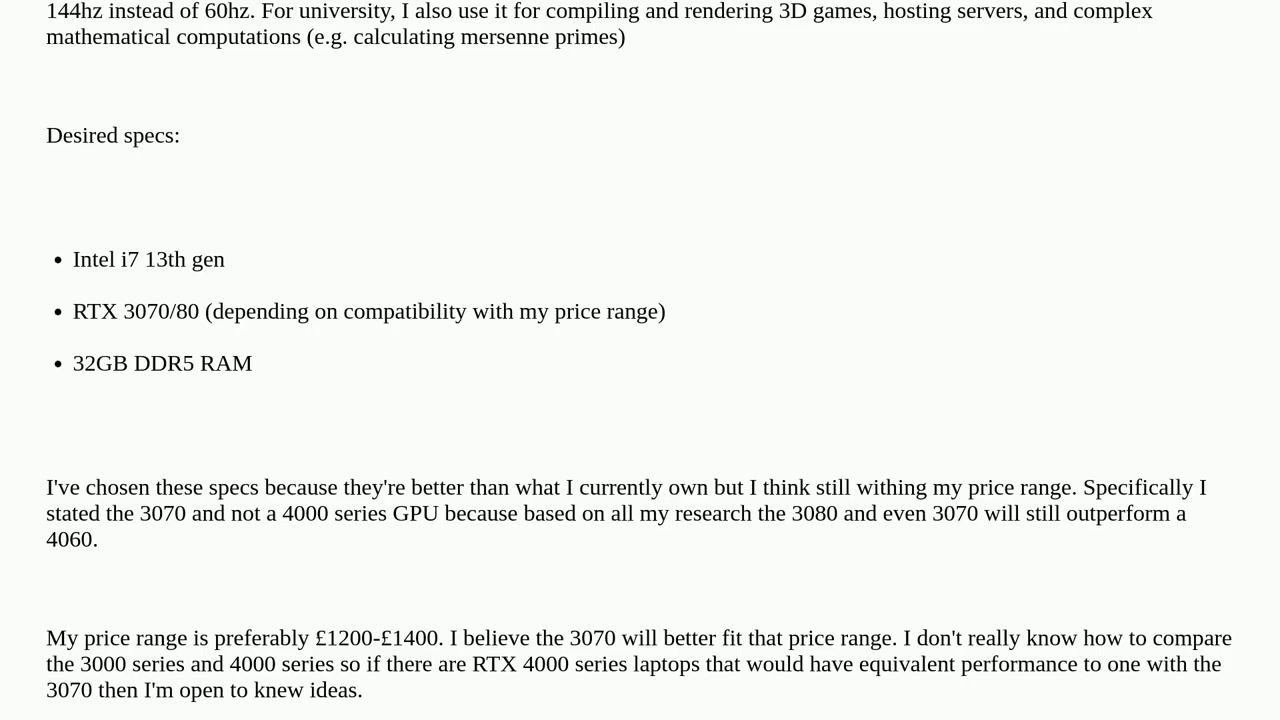 144hz instead of 60hz. For university, I also use it for compiling and rendering 3D games, hosting servers, and complex
mathematical computations (e.g. calculating mersenne primes)
Desired specs:
• Intel i7 13th gen
• RTX 3070/80 (depending on compatibility with my price range)
• 32GB DDR5 RAM
I've chosen these specs because they're better than what I currently own but I think still withing my price range. Specifically I
stated the 3070 and not a 4000 series GPU because based on all my research the 3080 and even 3070 will still outperform a
4060.
My price range is preferably £1200-£1400. I believe the 3070 will better fit that price range. I don't really know how to compare
the 3000 series and 4000 series so if there are RTX 4000 series laptops that would have equivalent performance to one with the
3070 then I'm open to knew ideas.